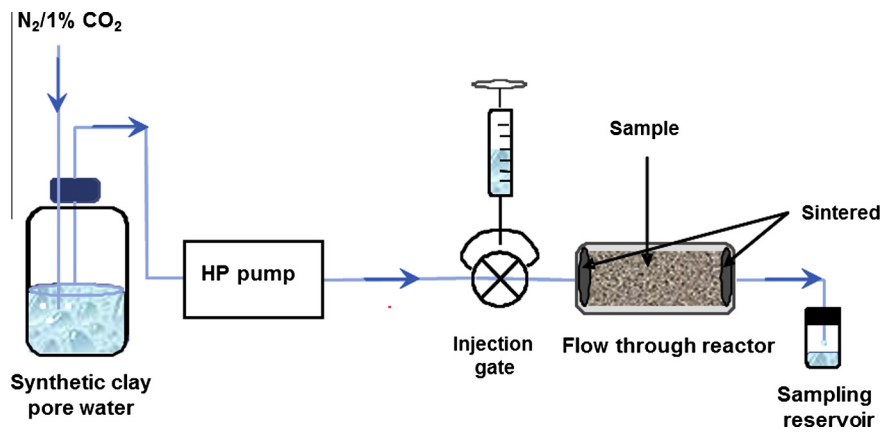 N₂/1% CO₂
Sample
Sintered
HP pump
Injection
gate
Flow through reactor
Synthetic clay
pore water
Sampling
reservoir